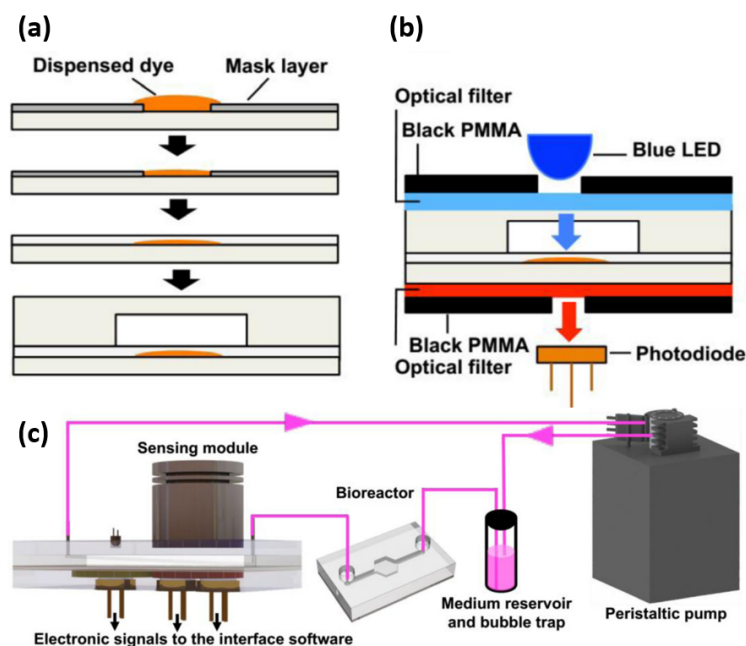 (a)
Dispensed dye
Mask layer
(b)
Optical filter
Black PMMA
Blue LED
Black PMMA
Optical filter
Photodiode
(c)
Sensing module
Bioreactor
Medium reservoir
and bubble trap
Peristaltic pump
Electronic signals to the interface software